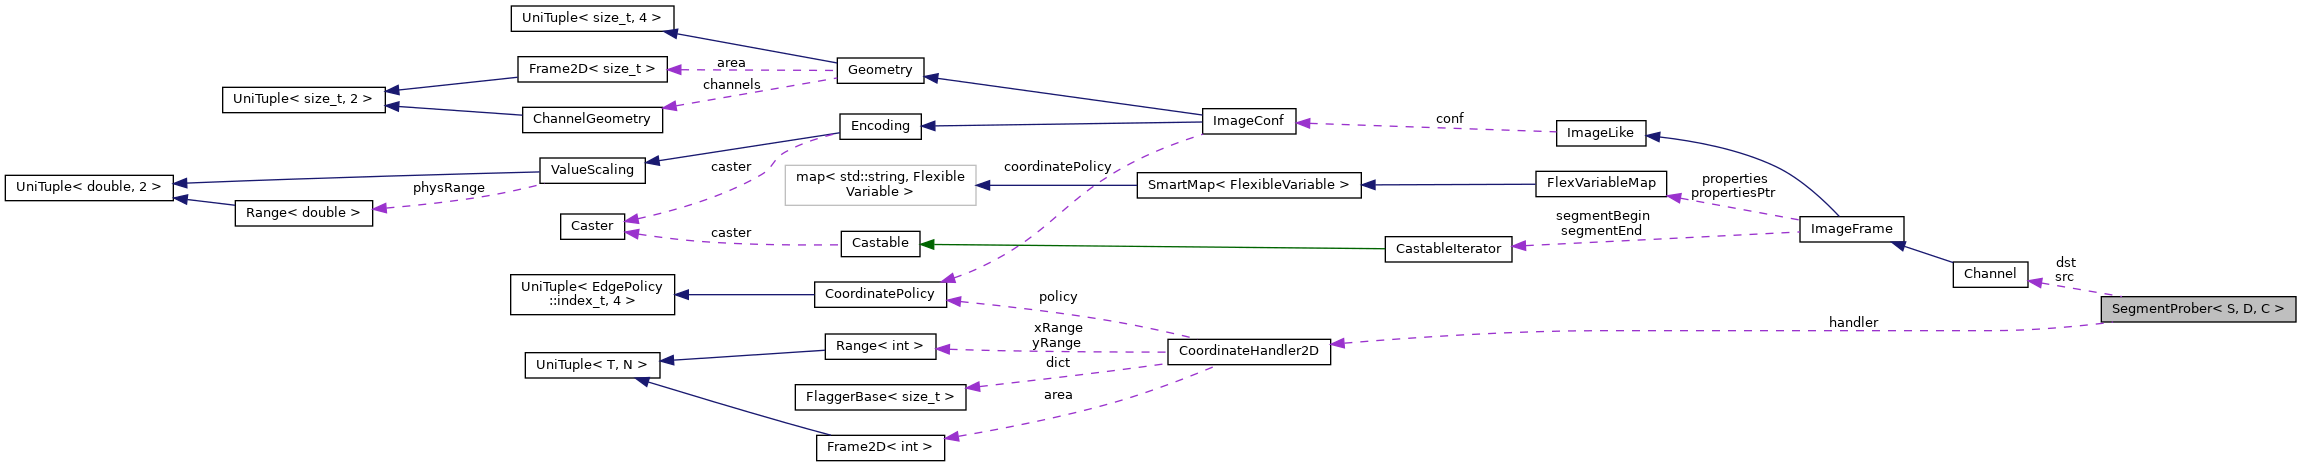 UniTuple< size_t, 4 >
Frame2D< size_t >
area
Geometry
channels
UniTuple< size_t, 2 >
ChannelGeometry
Encoding
ImageConf
conf
ImageLike
ValueScaling
caster
coordinatePolicy
map< std::string, Flexible
Variable >
SmartMap< FlexibleVariable >
FlexVariableMap
properties
propertiesPtr
UniTuple< double, 2 >
physRange
Range< double >
Caster
caster
Castable
CastableIterator
segmentBegin
segmentEnd
ImageFrame
Channel
dst
src
SegmentProber< S, D, C >
UniTuple< EdgePolicy
::index_t, 4 >
CoordinatePolicy
policy
handler
xRange
yRange
Range< int >
CoordinateHandler2D
UniTuple< T, N >
dict
FlaggerBase< size_t >
area
Frame2D< int >